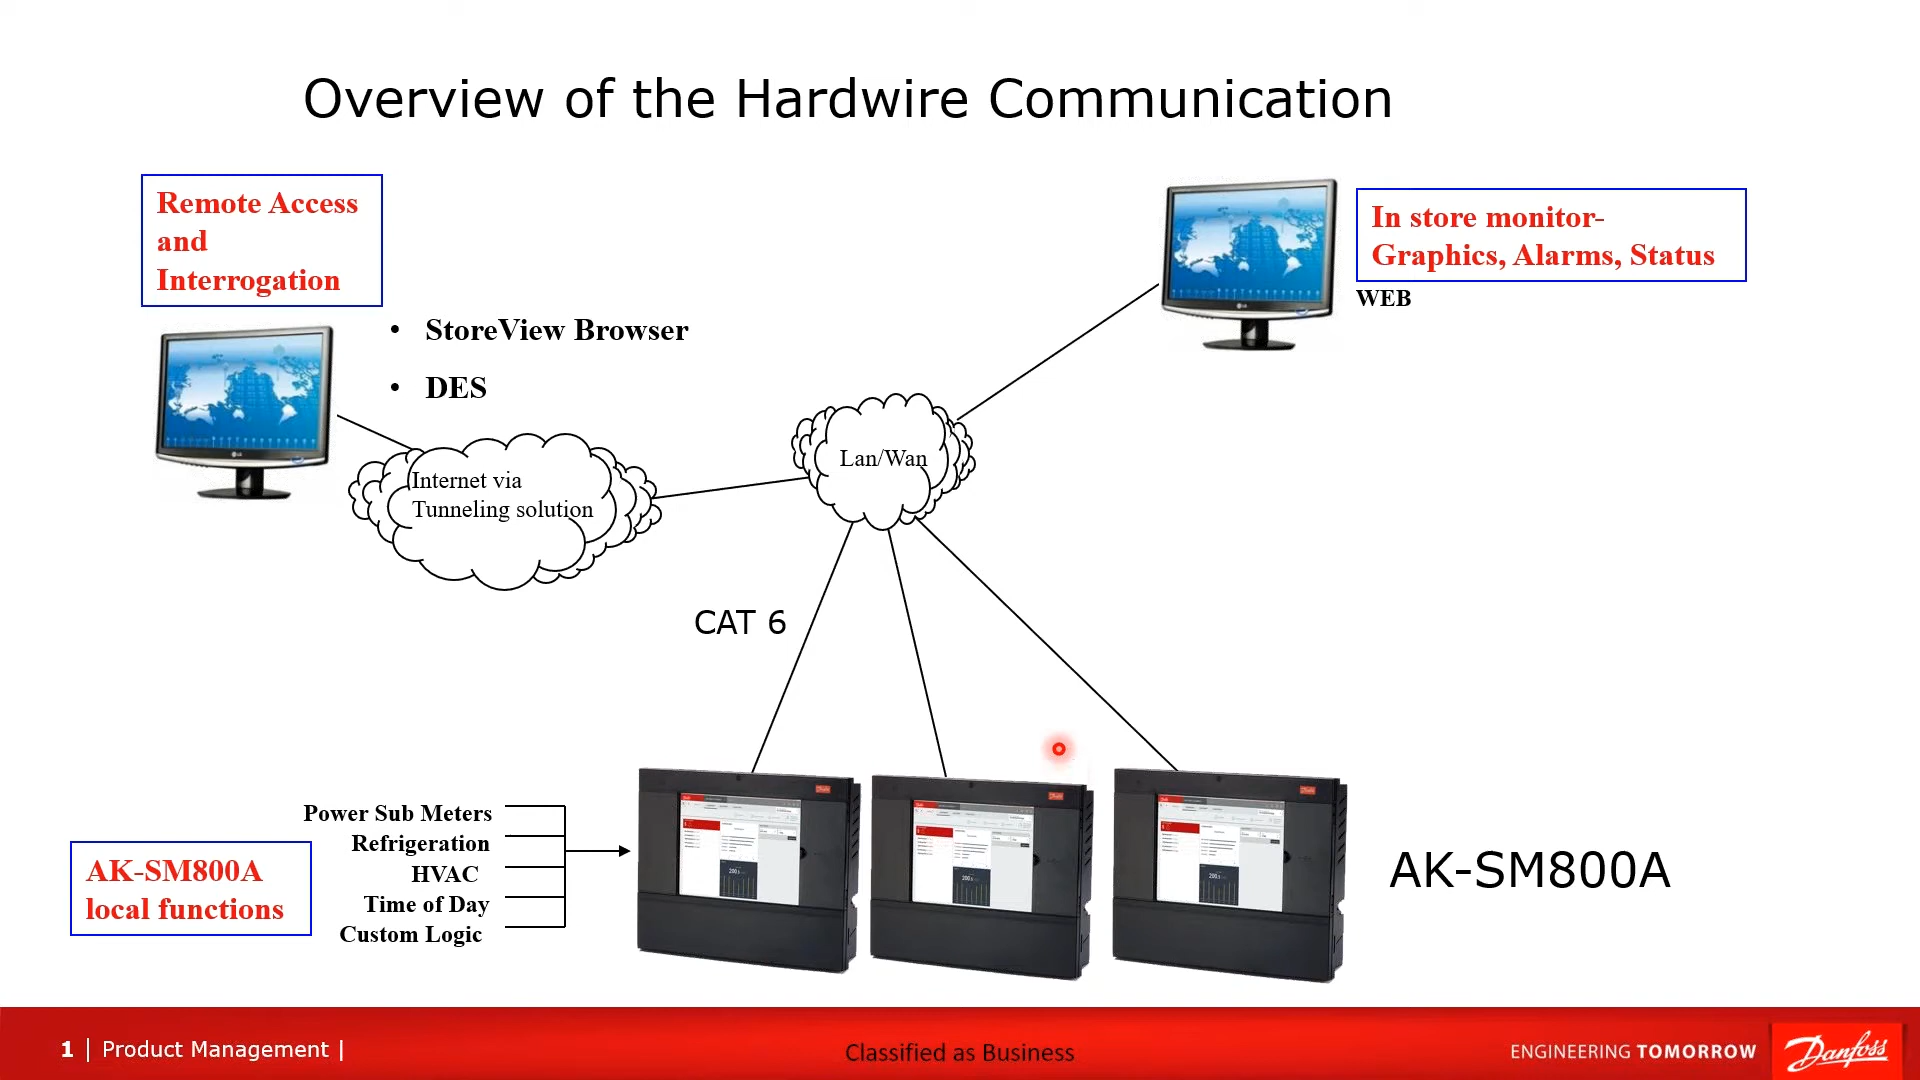 Overview of the Hardwire Communication
Remote Access
and
Interrogation
• StoreView Browser
• DES
In store monitor-
Graphics, Alarms, Status
WEB
Internet via
Tunneling solution
Lan/Wan
CAT 6
Power Sub Meters
Refrigeration
HVAC
Time of Day
Custom Logic
AK-SM800A
local functions
AK-SM800A
1 | Product Management |
Classified as Business
ENGINEERING TOMORROW
Danfoss